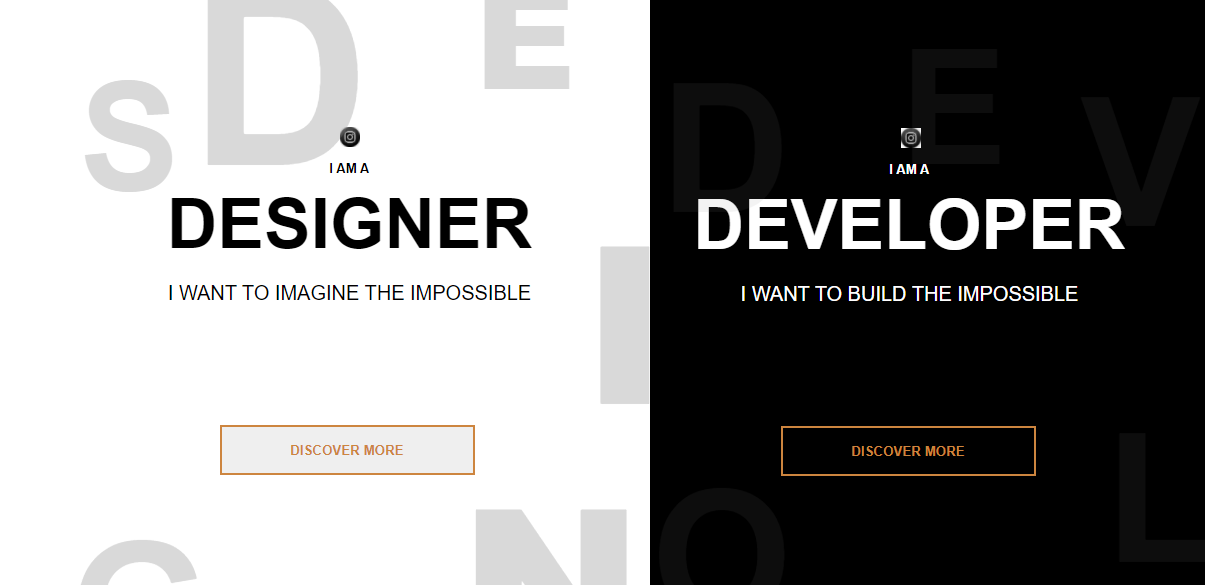 S D E
I AM A
DESIGNER
I WANT TO IMAGINE THE IMPOSSIBLE
I
DISCOVER MORE
G N
D E V
I AM A
DEVELOPER
I WANT TO BUILD THE IMPOSSIBLE
DISCOVER MORE
O L